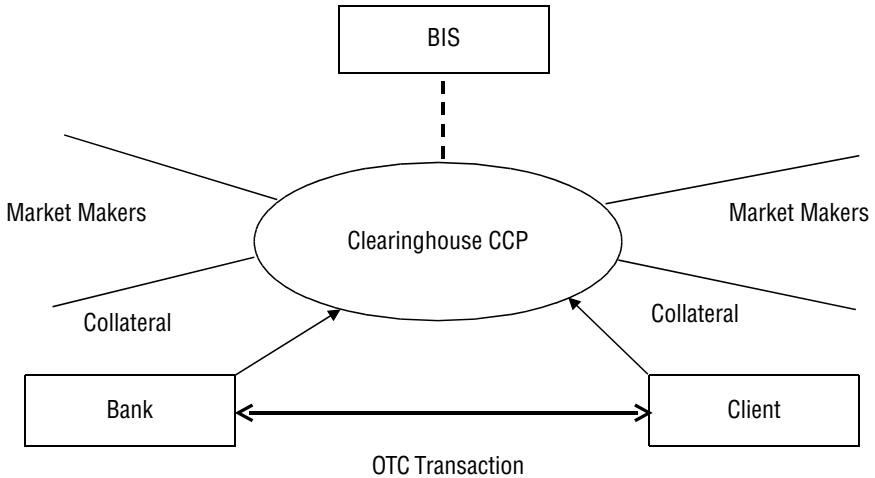 BIS
Market Makers
Clearinghouse CCP
Market Makers
Collateral
Collateral
Bank
Client
OTC Transaction